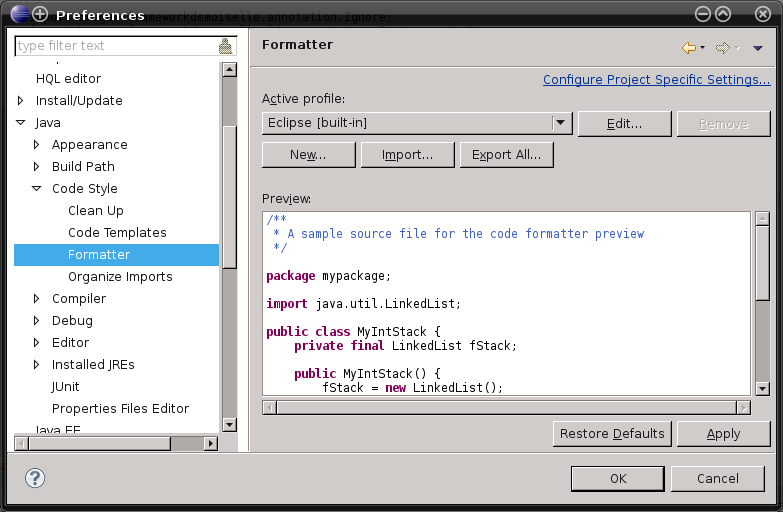 Preferences
type filter text
HQL editor
Install/Update
Java
Appearance
Build Path
Code Style
Clean Up
Code Templates
Formatter
Organize Imports
Compiler
Debug
Editor
Installed JREs
JUnit
Properties Files Editor
Java EE
Formatter
Configure Project Specific Settings...
Active profile:
Eclipse [built-in]
Edit...
Remove
New...
Import...
Export All...
Preview:
/**
 * A sample source file for the code formatter preview
 */
package mypackage;
import java.util.LinkedList;
public class MyIntStack {
    private final LinkedList fStack;
    public MyIntStack() {
        fStack = new LinkedList();
Restore Defaults
Apply
?
OK
Cancel